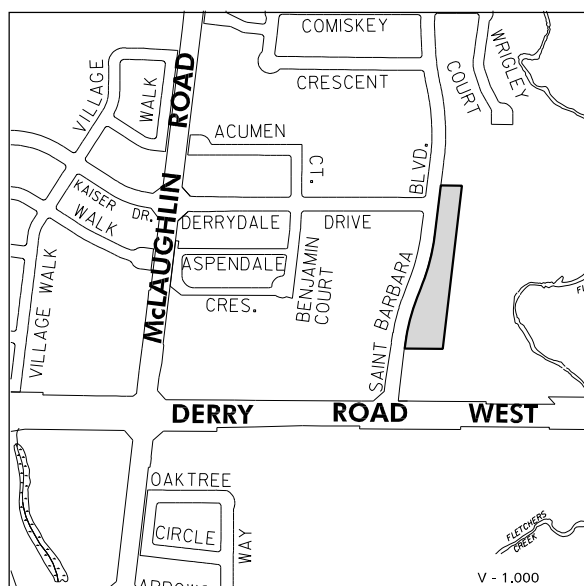 COMISKEY
CRESCENT
WRIGLEY
COURT
VILLAGE
WALK
McLAUGHLIN ROAD
ACUMEN
CT.
BLVD.
KAISER
DR.
WALK
DERRYDALE DRIVE
ASPENDALE
CRES.
BENJAMIN
COURT
SAINT BARBARA
VILLAGE WALK
DERRY ROAD WEST
OAKTREE
CIRCLE
WAY
FLETCHERS
CREEK
V - 1.000